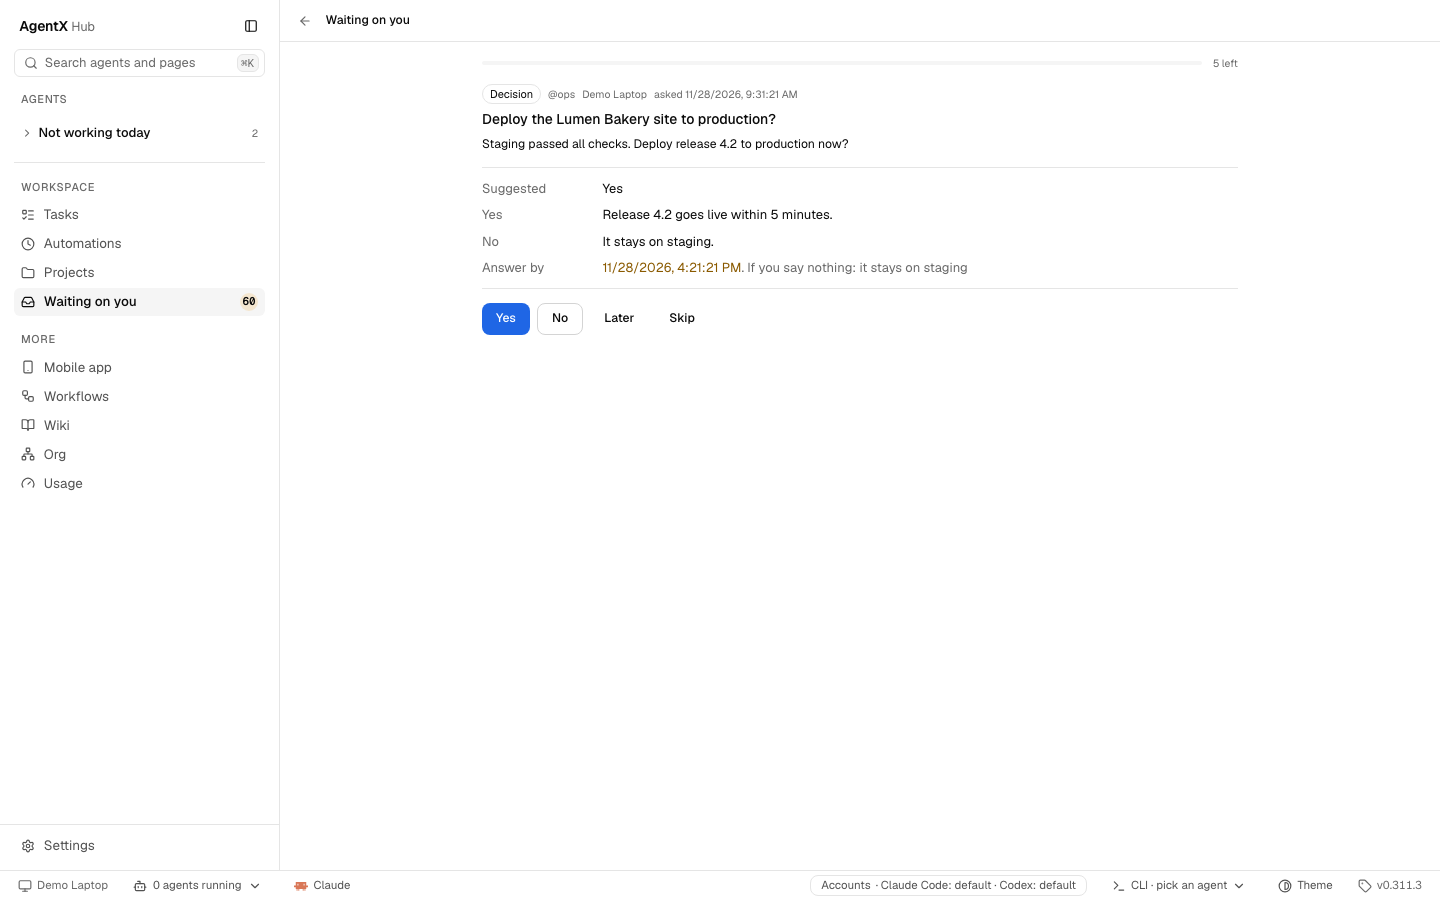 AgentX Hub
Search agents and pages ⌘K
AGENTS
Not working today 2
WORKSPACE
Tasks
Automations
Projects
Waiting on you 60
MORE
Mobile app
Workflows
Wiki
Org
Usage
Settings
Waiting on you
5 left
Decision @ops Demo Laptop asked 11/28/2026, 9:31:21 AM
Deploy the Lumen Bakery site to production?
Staging passed all checks. Deploy release 4.2 to production now?
Suggested Yes
Yes Release 4.2 goes live within 5 minutes.
No It stays on staging.
Answer by 11/28/2026, 4:21:21 PM. If you say nothing: it stays on staging
Yes No Later Skip
Demo Laptop 0 agents running Claude Accounts · Claude Code: default · Codex: default CLI · pick an agent Theme v0.311.3